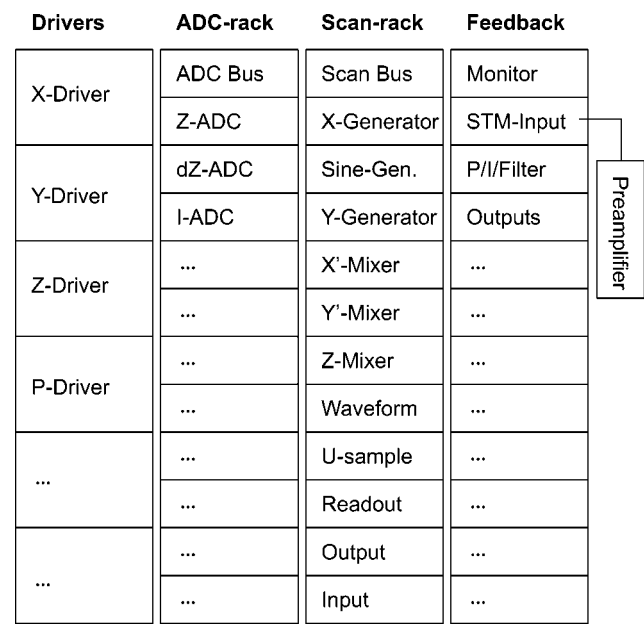 Drivers ADC-rack Scan-rack Feedback
X-Driver
ADC Bus Scan Bus Monitor
Z-ADC X-Generator STM-Input
Y-Driver
dZ-ADC Sine-Gen. P/I/Filter
I-ADC Y-Generator Outputs
Preamplifier
Z-Driver
... X’-Mixer ...
... Y’-Mixer ...
P-Driver
... Z-Mixer ...
... Waveform ...
...
... U-sample ...
... Readout ...
...
... Output ...
... Input ...